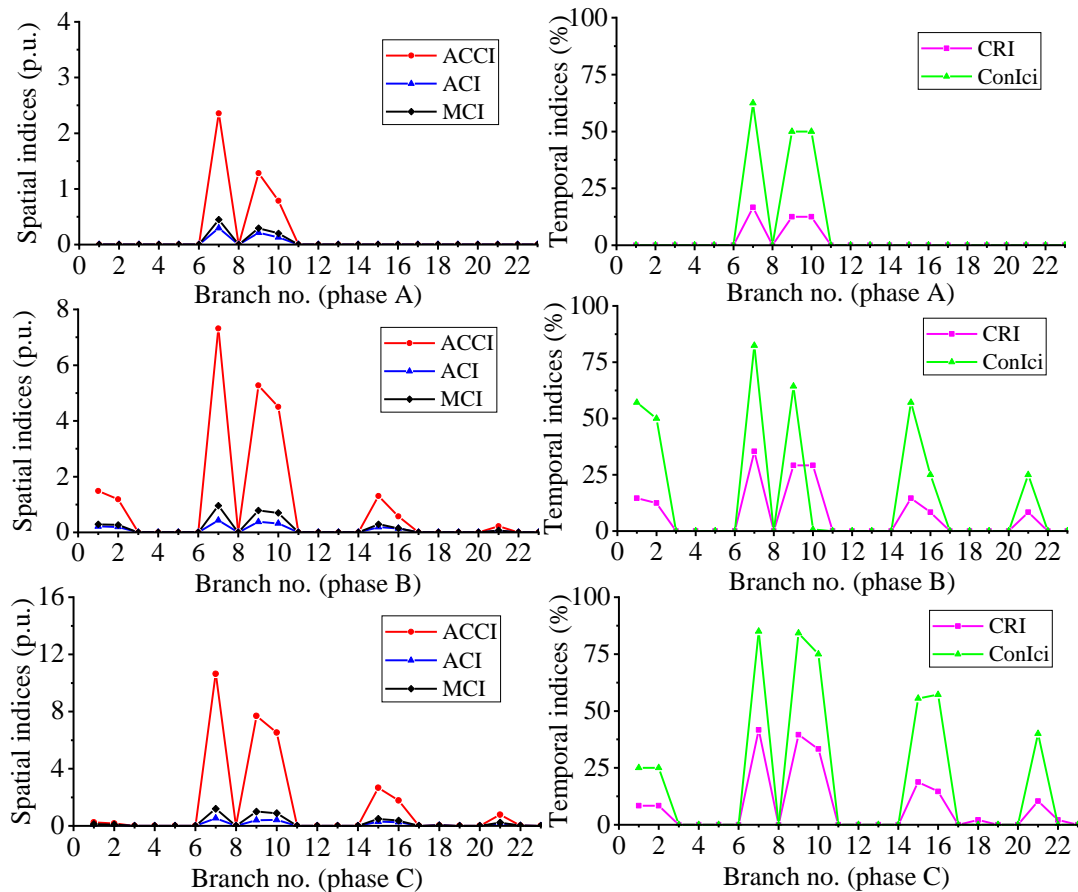 Spatial indices (p.u.)
4
3
2
1
0
ACCI
ACI
MCI
0 2 4 6 8 10 12 14 16 18 20 22
Branch no. (phase A)
Temporal indices (%)
100
75
50
25
0
CRI
ConIci
0 2 4 6 8 10 12 14 16 18 20 22
Branch no. (phase A)
Spatial indices (p.u.)
8
6
4
2
0
ACCI
ACI
MCI
0 2 4 6 8 10 12 14 16 18 20 22
Branch no. (phase B)
Temporal indices (%)
100
75
50
25
0
CRI
ConIci
0 2 4 6 8 10 12 14 16 18 20 22
Branch no. (phase B)
Spatial indices (p.u.)
16
12
8
4
0
ACCI
ACI
MCI
0 2 4 6 8 10 12 14 16 18 20 22
Branch no. (phase C)
Temporal indices (%)
100
75
50
25
0
CRI
ConIci
0 2 4 6 8 10 12 14 16 18 20 22
Branch no. (phase C)